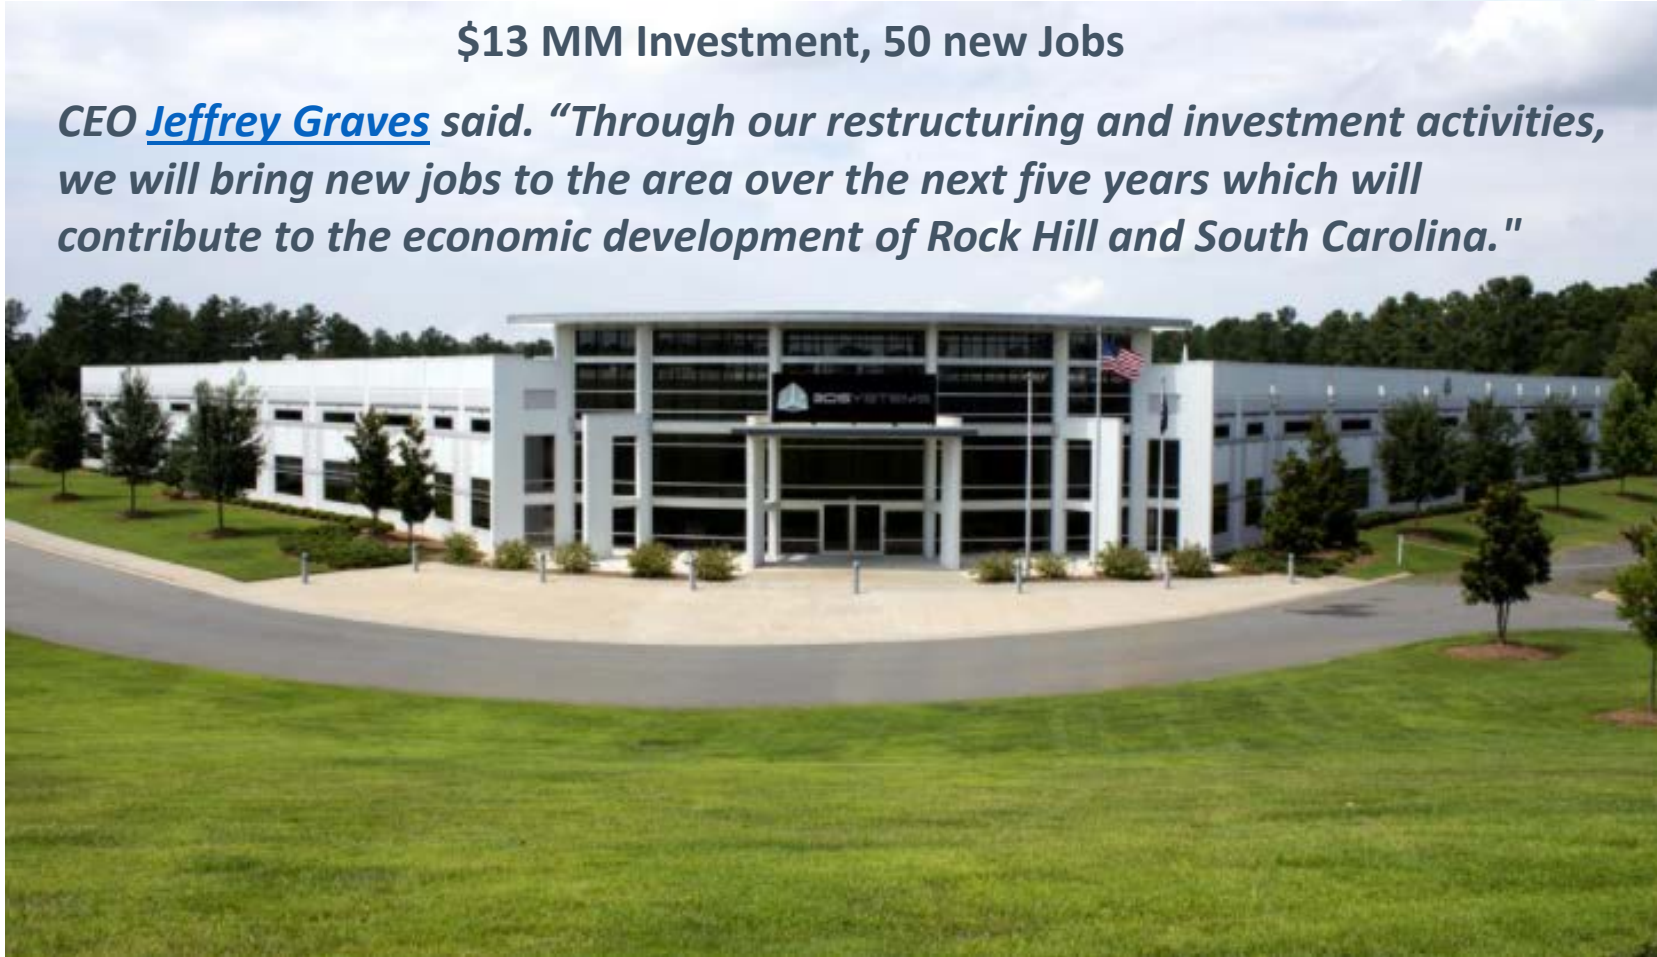 $13 MM Investment, 50 new Jobs
CEO Jeffrey Graves said. “Through our restructuring and investment activities,
we will bring new jobs to the area over the next five years which will
contribute to the economic development of Rock Hill and South Carolina."
3D SYSTEMS